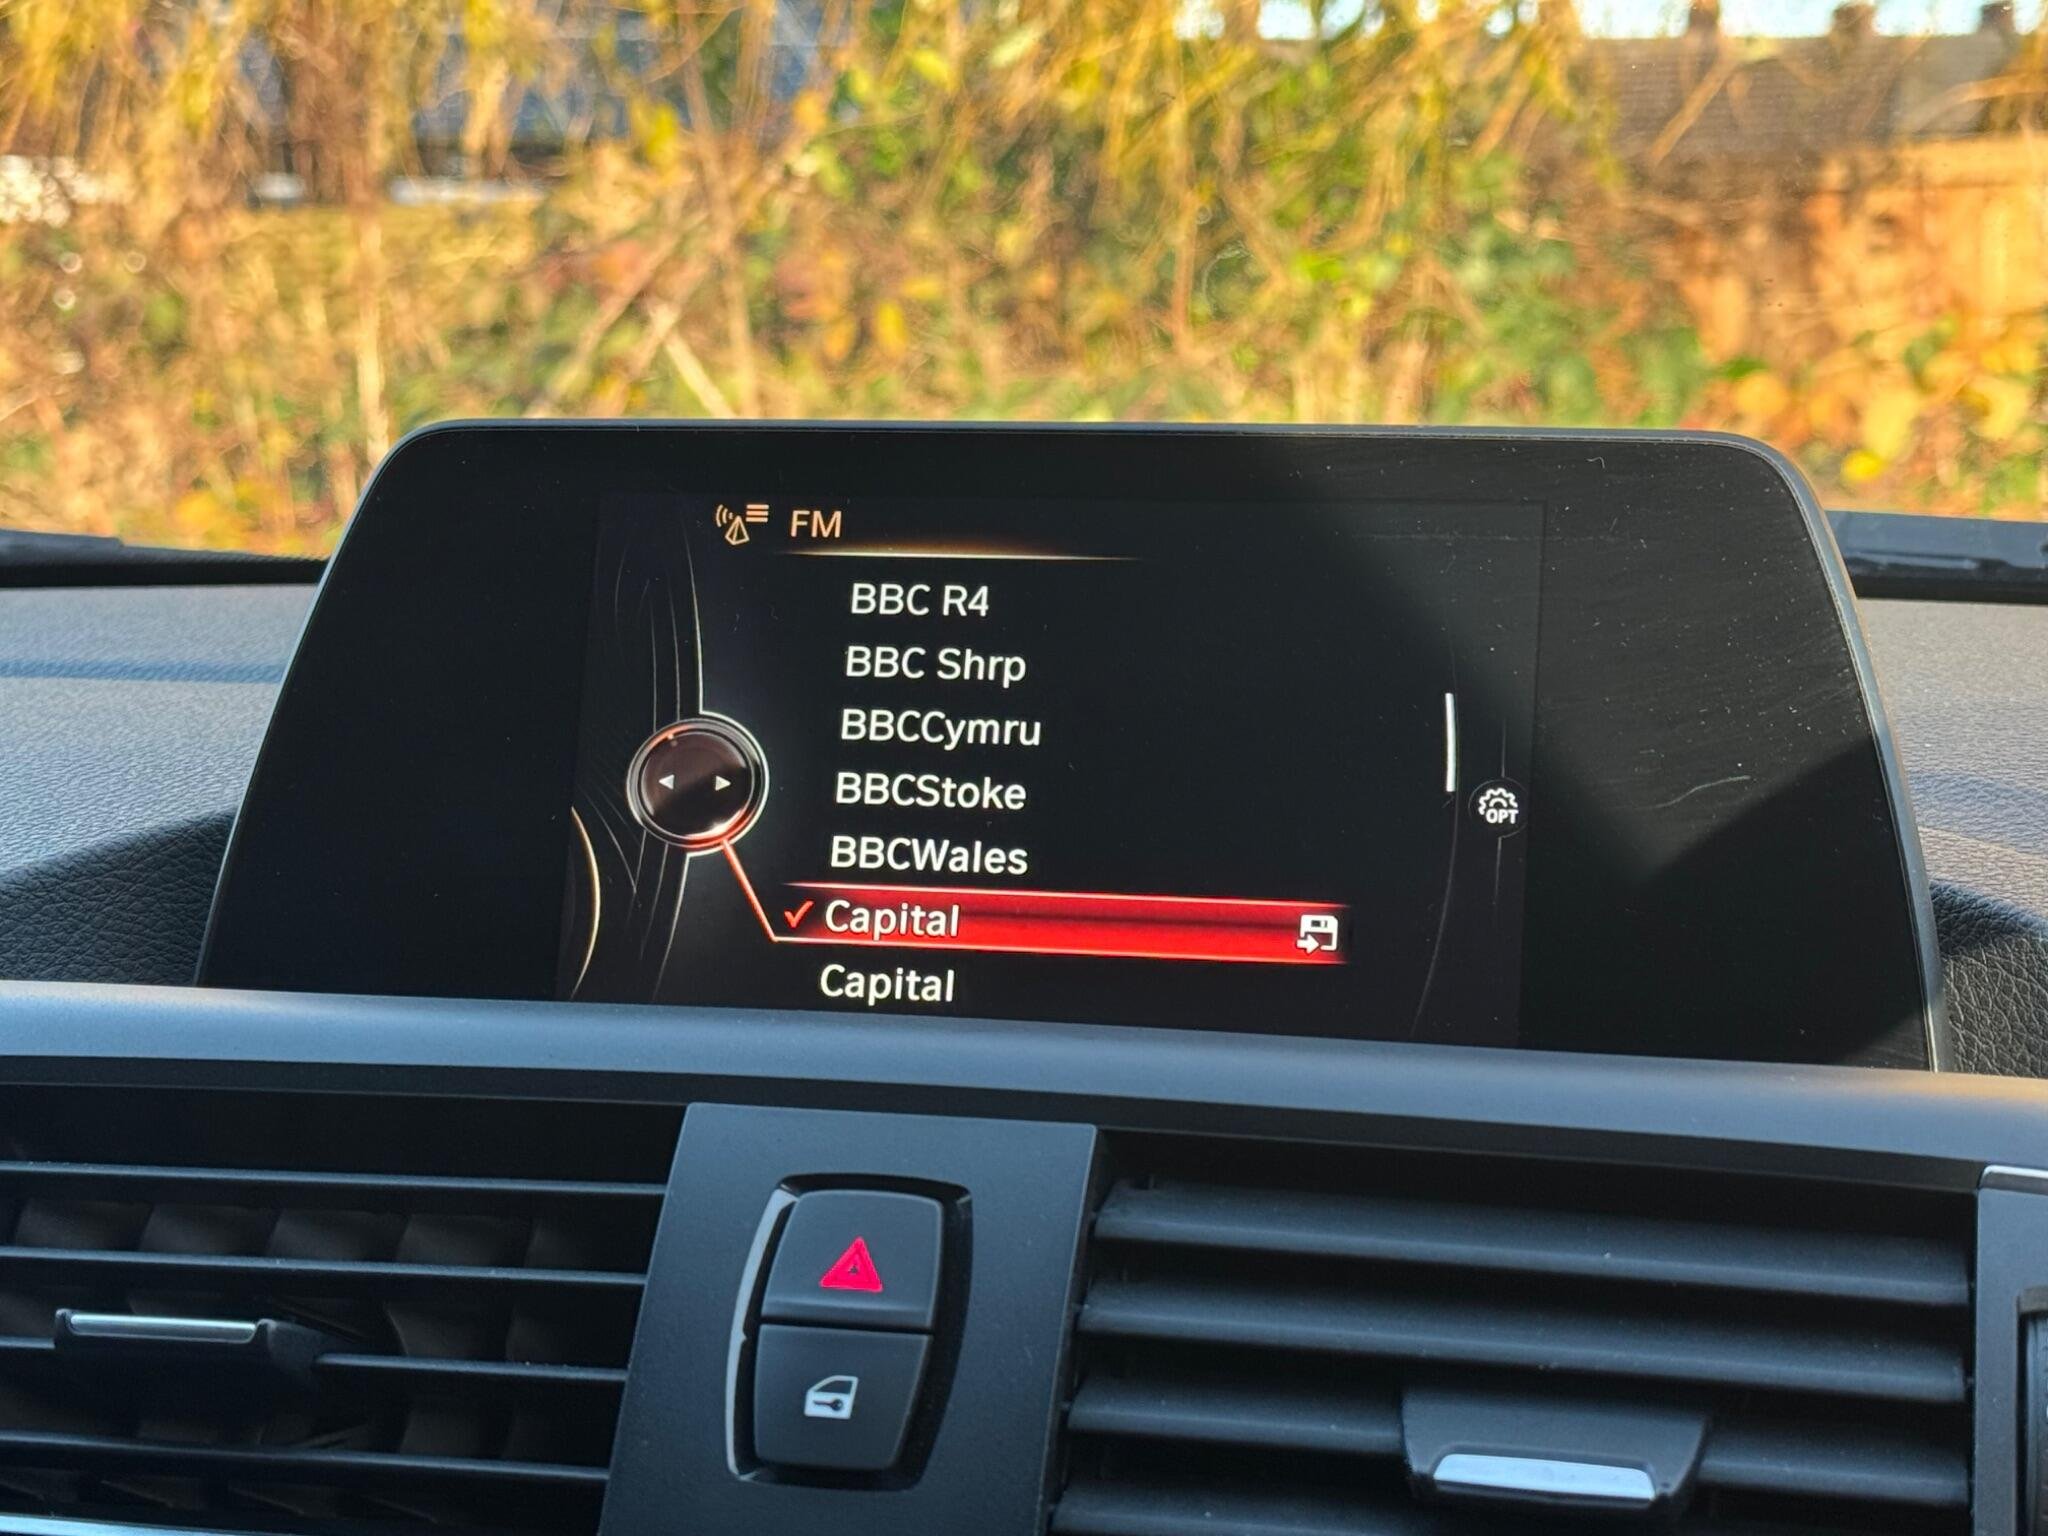 FM
BBC R4
BBC Shrp
BBCCymru
BBCStoke
BBCWales
Capital
Capital
OPT